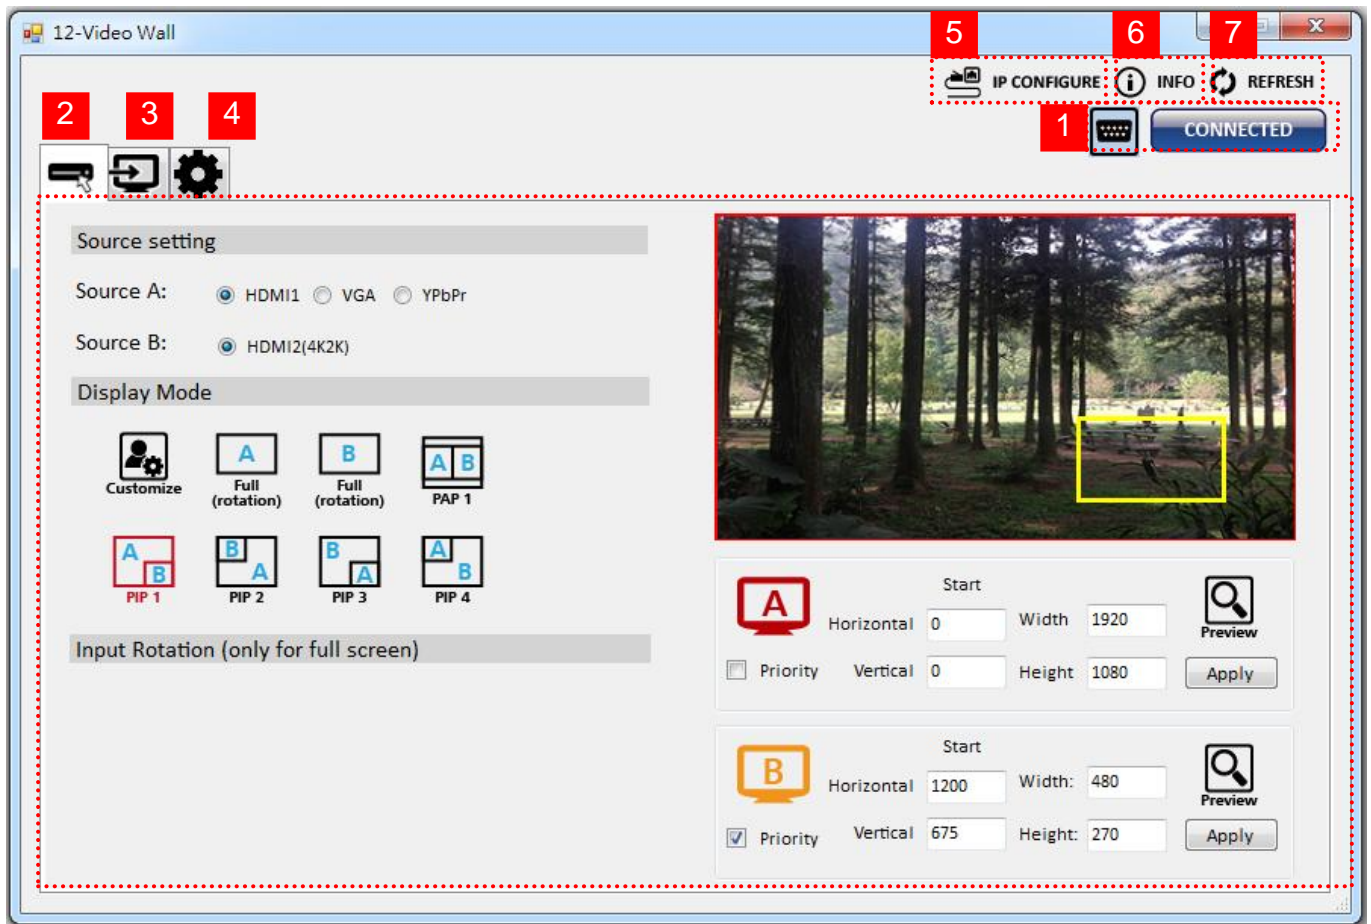 12-Video Wall
5 6 7
IP CONFIGURE INFO REFRESH
1 CONNECTED
2 3 4
Source setting
Source A: HDMI1 VGA YPbPr
Source B: HDMI2(4K2K)
Display Mode
Customize
A
Full
(rotation)
B
Full
(rotation)
A B
PAP 1
A B
PIP 1
B A
PIP 2
B A
PIP 3
A B
PIP 4
Input Rotation (only for full screen)
A
Start
Horizontal 0 Width 1920
Preview
Priority Vertical 0 Height 1080 Apply
B
Start
Horizontal 1200 Width: 480
Preview
Priority Vertical 675 Height: 270 Apply